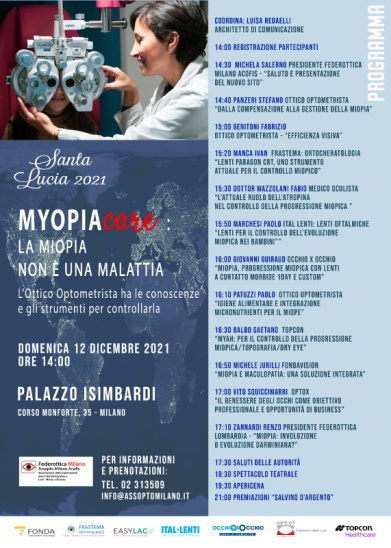 Santa
Lucia 2021
MYOPIAcare :
LA MIOPIA
NON È UNA MALATTIA
L'Ottico Optometrista ha le conoscenze
e gli strumenti per controllarla
DOMENICA 12 DICEMBRE 2021
ORE 14:00
PALAZZO ISIMBARDI
CORSO MONFORTE, 35 - MILANO
Federottica Milano
PER INFORMAZIONI
E PRENOTAZIONI:
TEL. 02 313509
INFO@ASSOPTOMILANO.IT
PROGRAMMA
COORDINA: LUISA REDAELLI
ARCHITETTO DI COMUNICAZIONE
14:00 REGISTRAZIONE PARTECIPANTI
14:30 MICHELA SALERNO PRESIDENTE FEDEROTTICA
MILANO ACOFIS - "SALUTO E PRESENTAZIONE
DEL NUOVO SITO"
14:40 PANZERI STEFANO OTTICO OPTOMETRISTA
"DALLA COMPENSAZIONE ALLA GESTIONE DELLA MIOPIA"
15:00 GENITONI FABRIZIO
OTTICO OPTOMETRISTA - "EFFICENZA VISIVA"
15:20 MANCA IVAN FRASTEMA: ORTOCHERATOLOGIA
"LENTI PARAGON CRT, UNO STRUMENTO
ATTUALE PER IL CONTROLLO MIOPICO"
15:30 DOTTOR MAZZOLANI FABIO MEDICO OCULISTA
"L'ATTUALE RUOLO DELL'ATROPINA
NEL CONTROLLO DELLA PROGRESSIONE MIOPICA "
15:50 MARCHESI PAOLO ITAL LENTI: LENTI OFTALMICHE
"LENTI PER IL CONTROLLO DELL'EVOLUZIONE
MIOPICA NEI BAMBINI""
16:00 GIOVANNI GUIRAUD OCCHIO X OCCHIO
"MIOPIA, PROGRESSIONE MIOPICA CON LENTI
A CONTATTO MORBIDE 1DAY E CUSTOM"
16:10 PATUZZI PAOLO OTTICO OPTOMETRISTA
"IGIENE ALIMENTARE E INTEGRAZIONE
MICRONUTRIENTI PER IL MIOPE"
16:30 BALBO GAETANO TOPCON
"MYAH: PER IL CONTROLLO DELLA PROGRESSIONE
MIOPICA/TOPOGRAFIA/DRY EYE"
16:50 MICHELE JURILLI FONDAVISION
"MIOPIA E MACULOPATIA: UNA SOLUZIONE INTEGRATA"
17:00 VITO SQUICCIMARRI OPTOX
"IL BENESSERE DEGLI OCCHI COME OBIETTIVO
PROFESSIONALE E OPPORTUNITÀ DI BUSINESS"
17:10 ZANNARDI RENZO PRESIDENTE FEDEROTTICA
LOMBARDIA - "MIOPIA: INVOLUZIONE
O EVOLUZIONE DARWINIANA?"
17:30 SALUTI DELLE AUTORITÀ
18:30 SPETTACOLO TEATRALE
19:30 APERICENA
21:00 PREMIAZIONI "SALVINO D'ARGENTO"
FONDA
FRASTEMA
EASYLAC
ITAL-LENTI
OCCHIO OCCHIO
TOPCON
Healthcare